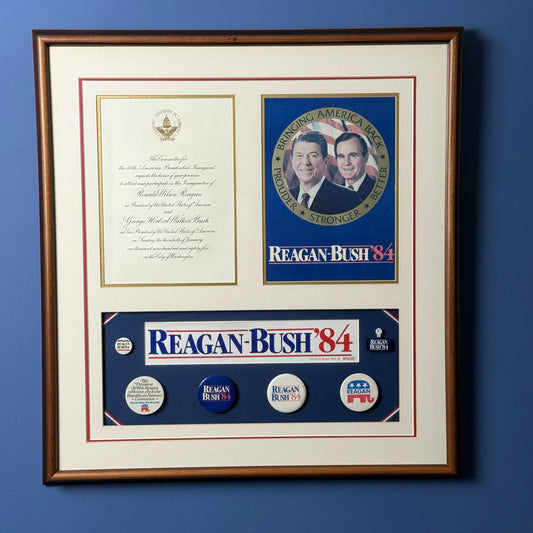 The Committee for
the 50th American Presidential Inaugural
requests the honor of your presence
to attend and participate in the Inauguration of
Ronald Wilson Reagan
as President of the United States of America
and
George Herbert Walker Bush
as Vice President of the United States of America
on Sunday the twentieth of January
one thousand nine hundred and eighty five
in the City of Washington
BRINGING AMERICA BACK
PROUDER STRONGER BETTER
REAGAN-BUSH'84
REAGAN-BUSH'84
REAGAN
BUSH'84
REAGAN
BUSH'84
REAGAN
BUSH'84
REAGAN